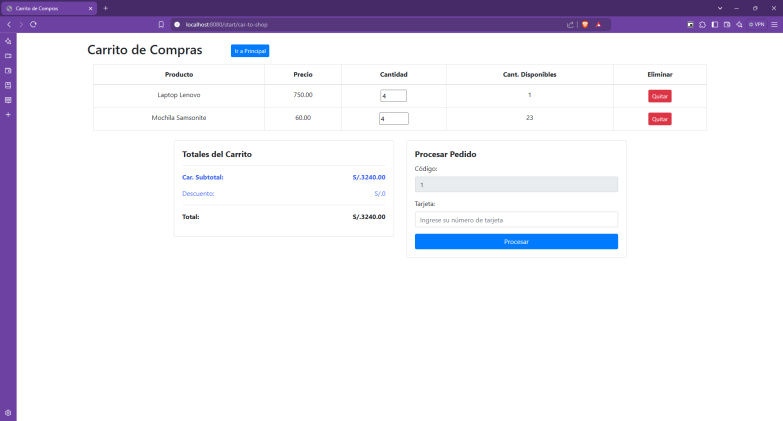 Carrito de Compras
localhost:8080/start/car-to-shop
VPN
Carrito de Compras
Ir a Principal
Producto Precio Cantidad Cant. Disponibles Eliminar
Laptop Lenovo 750.00 4 1 Quitar
Mochila Samsonite 60.00 4 23 Quitar
Totales del Carrito
Car. Subtotal: S/.3240.00
Descuento: S/.0
Total: S/.3240.00
Procesar Pedido
Código:
1
Tarjeta:
Ingrese su número de tarjeta
Procesar